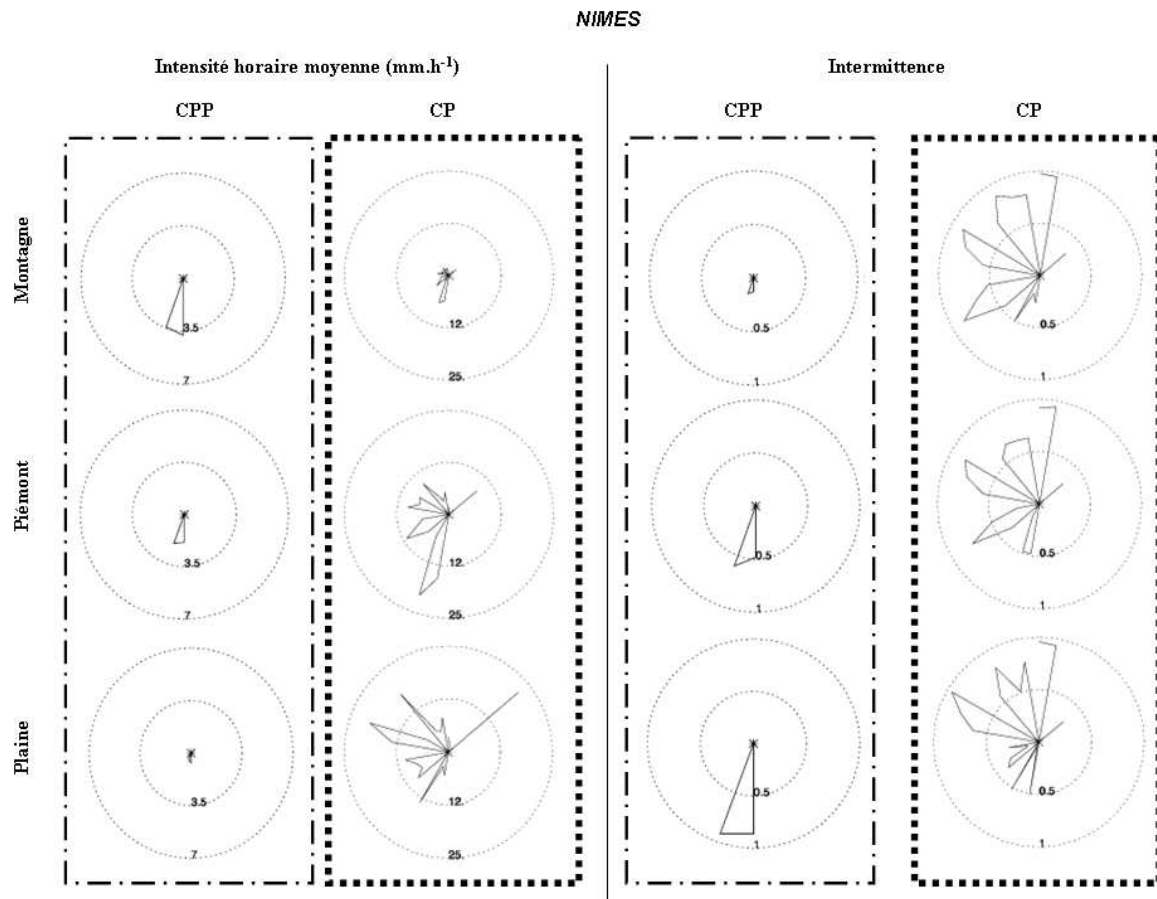 NIMES
Intensité horaire moyenne (mm.h-1)
Intermittence
CPP
CP
CPP
CP
Montagne
3.5
7
12.
25.
0.5
1
0.5
1
Piémont
3.5
7
12.
25.
0.5
1
0.5
1
Plaine
3.5
7
12.
25.
0.5
1
0.5
1